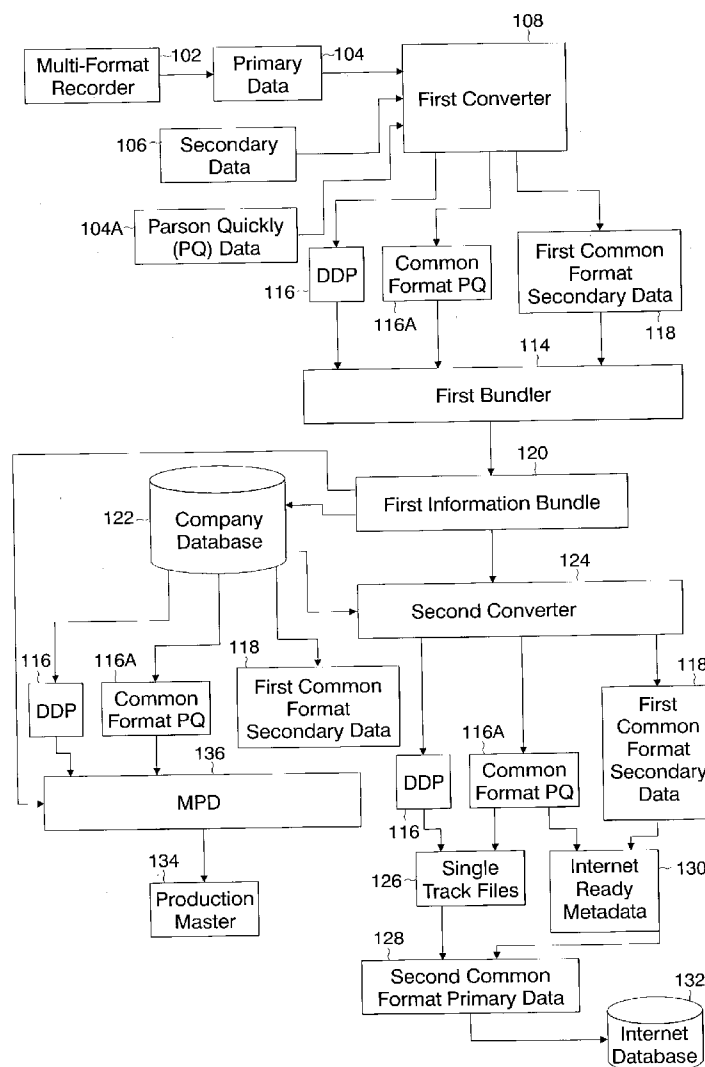 108
102
104
Multi-Format
Recorder
Primary
Data
First Converter
106
Secondary
Data
104A
Parson Quickly
(PQ) Data
DDP
116
Common
Format PQ
116A
First Common
Format
Secondary Data
118
114
First Bundler
120
First Information Bundle
122
Company
Database
124
Second Converter
116
DDP
116A
Common
Format PQ
118
First Common
Format
Secondary Data
118
First
Common
Format
Secondary
Data
116A
Common
Format PQ
DDP
116
136
MPD
134
Production
Master
126
Single
Track Files
Internet
Ready
Metadata
130
128
Second Common
Format Primary Data
132
Internet
Database